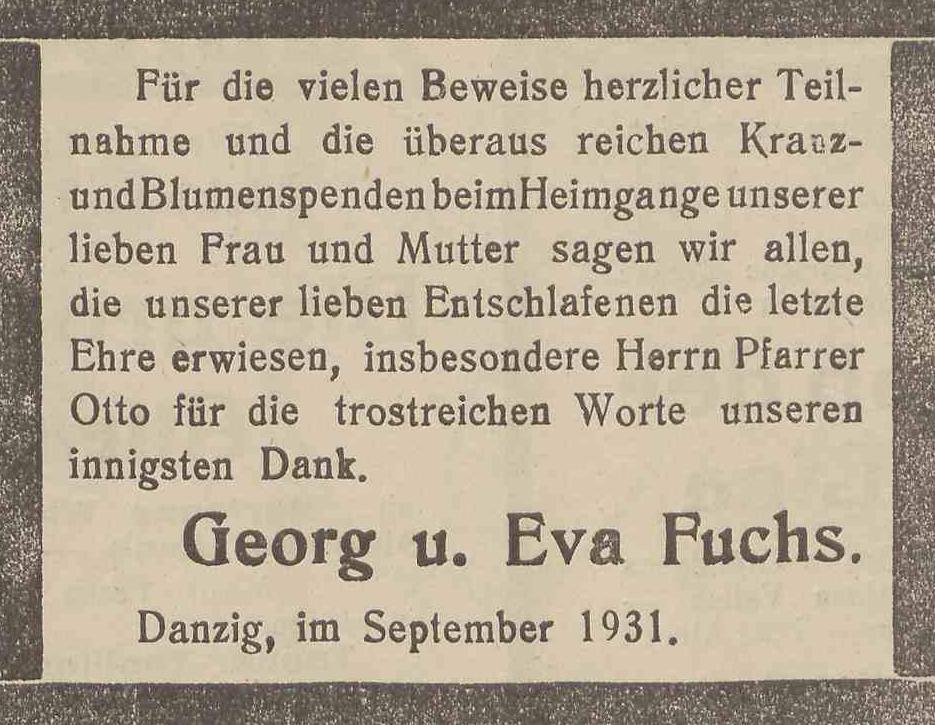 Für die vielen Beweise herzlicher Teil-
nahme und die überaus reichen Kranz-
und Blumenspenden beim Heimgange unserer
lieben Frau und Mutter sagen wir allen,
die unserer lieben Entschlafenen die letzte
Ehre erwiesen, insbesondere Herrn Pfarrer
Otto für die trostreichen Worte unseren
innigsten Dank.
Georg u. Eva Fuchs.
Danzig, im September 1931.